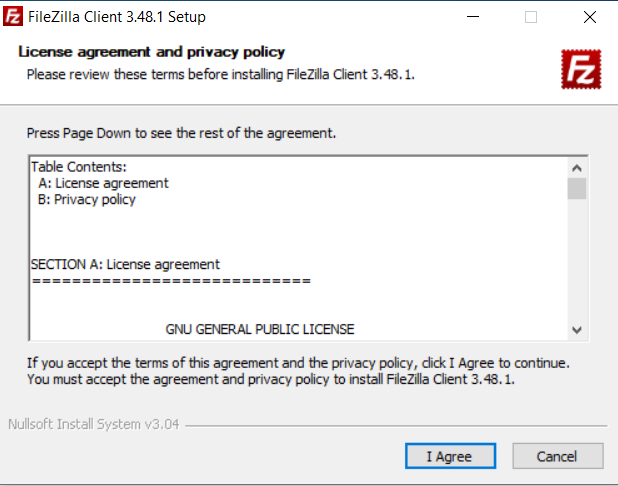 FileZilla Client 3.48.1 Setup
License agreement and privacy policy
Please review these terms before installing FileZilla Client 3.48.1.
Fz
Press Page Down to see the rest of the agreement.
Table Contents:
A: License agreement
B: Privacy policy
SECTION A: License agreement
============================
GNU GENERAL PUBLIC LICENSE
If you accept the terms of this agreement and the privacy policy, click I Agree to continue.
You must accept the agreement and privacy policy to install FileZilla Client 3.48.1.
Nullsoft Install System v3.04
I Agree
Cancel